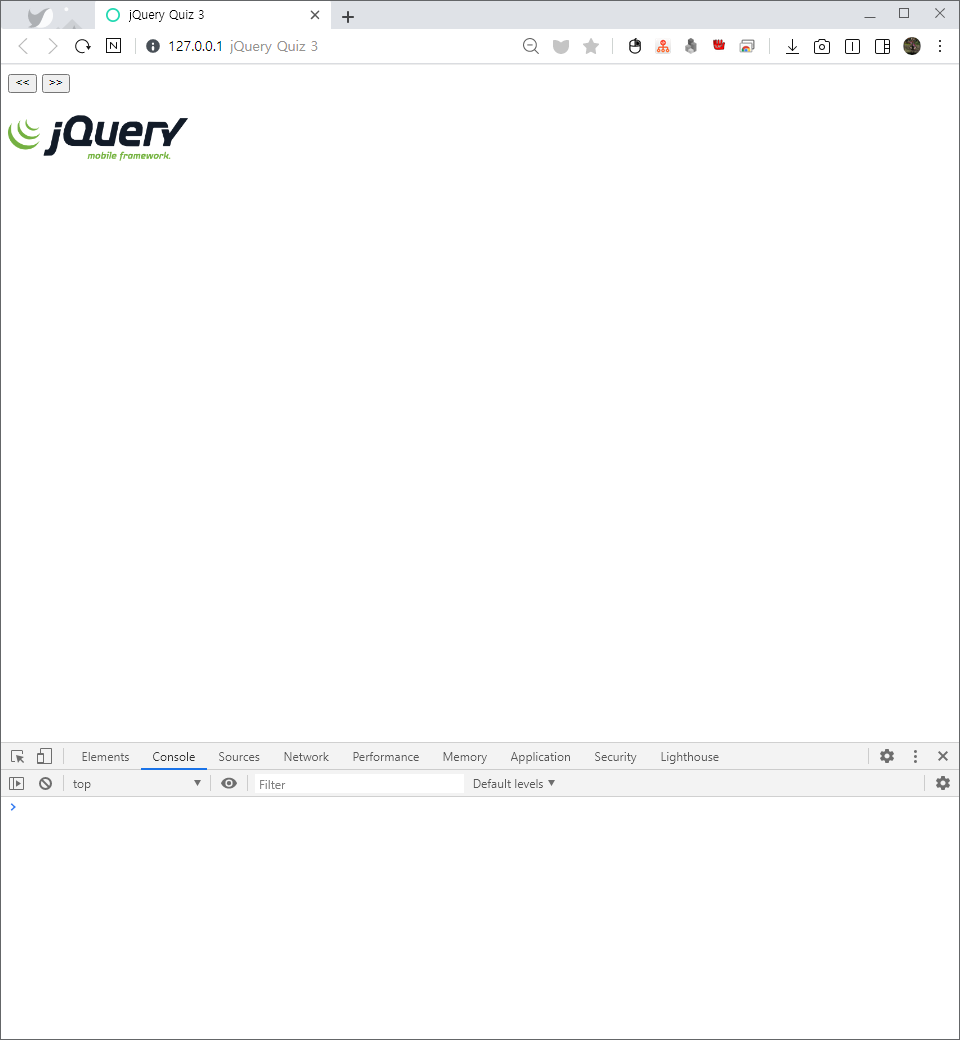 jQuery Quiz 3
N 127.0.0.1 jQuery Quiz 3
<< >>
jQuery
mobile framework.
Elements Console Sources Network Performance Memory Application Security Lighthouse
top Filter Default levels